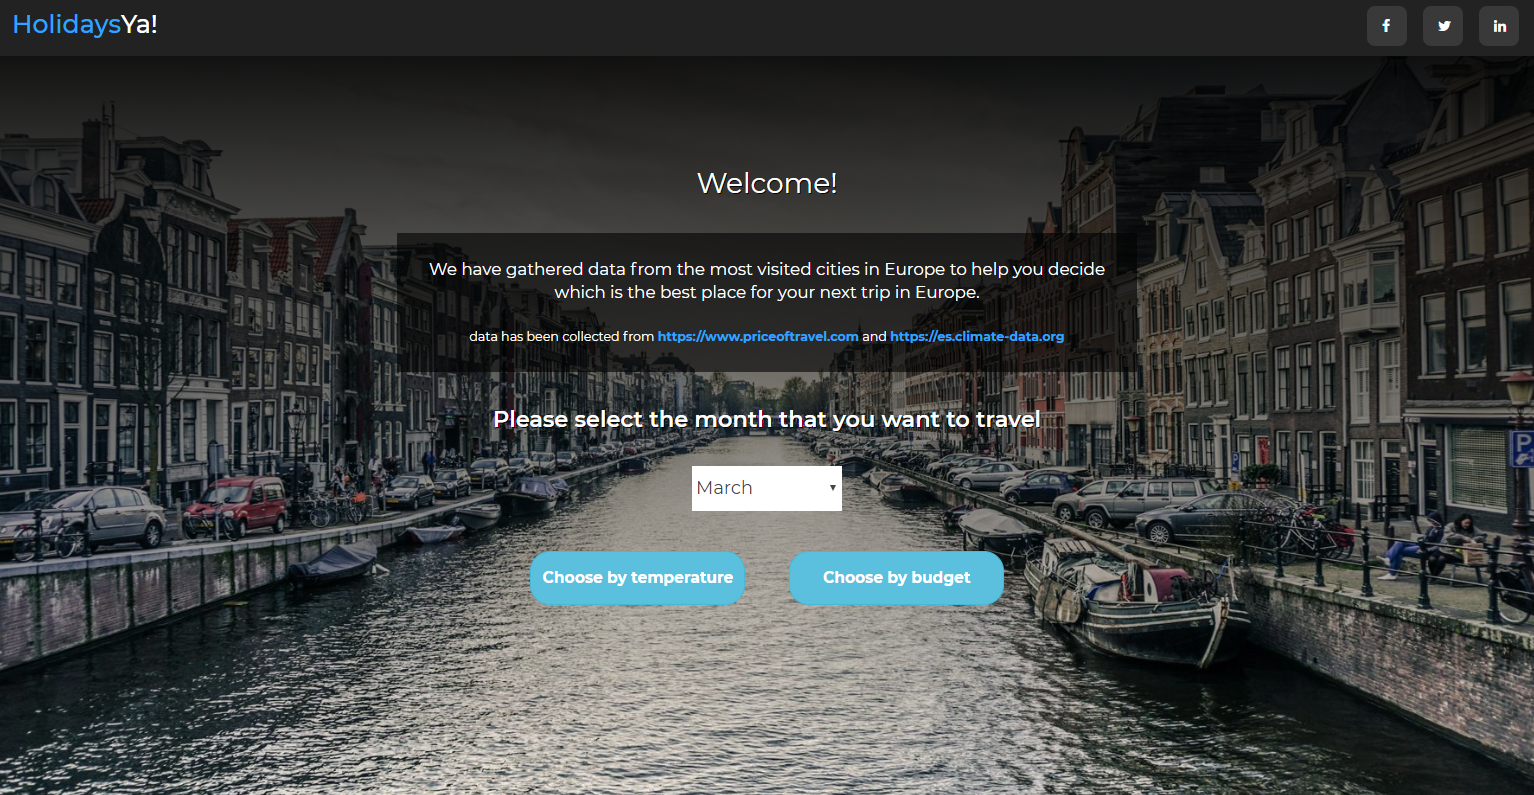 HolidaysYa!
Welcome!
We have gathered data from the most visited cities in Europe to help you decide
which is the best place for your next trip in Europe.
data has been collected from https://www.priceoftravel.com and https://es.climate-data.org
Please select the month that you want to travel
March
Choose by temperature
Choose by budget
P